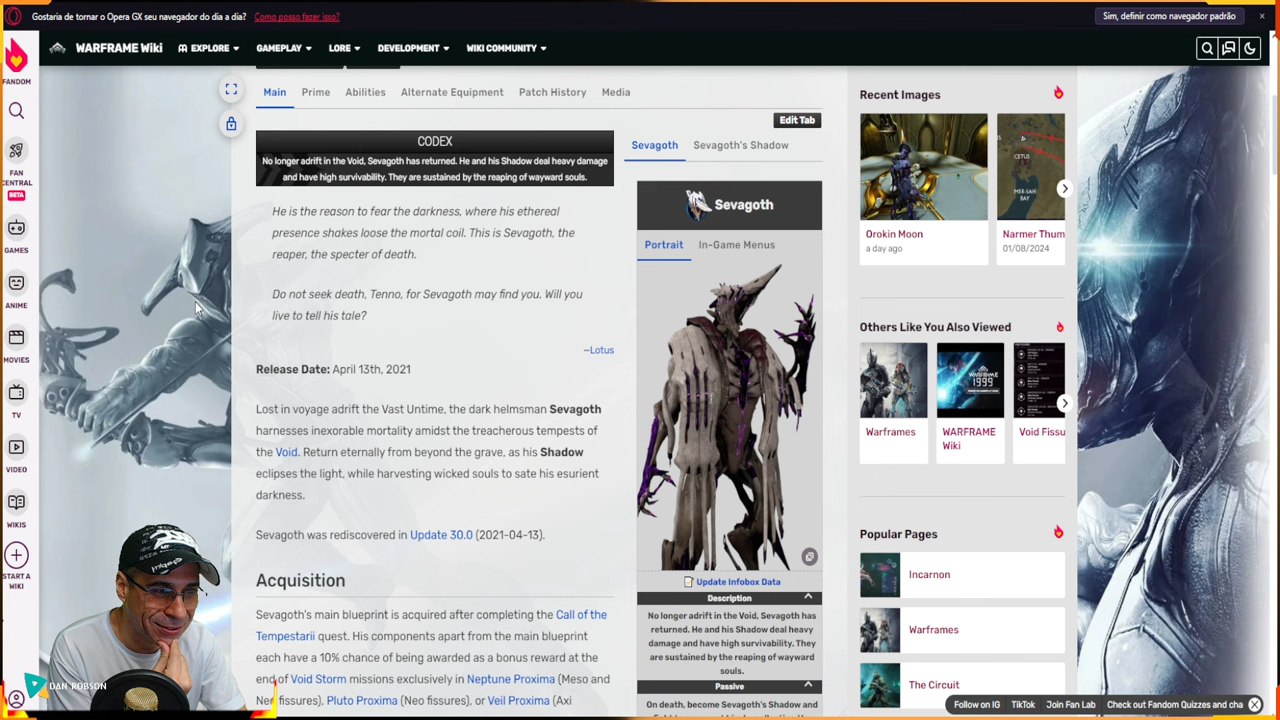 Gostaria de tornar o Opera GX seu navegador do dia a dia?
Como posso fazer isso?
Sim, definir como navegador padrão
WARFRAME Wiki
EXPLORE
GAMEPLAY
LORE
DEVELOPMENT
WIKI COMMUNITY
FANDOM
FAN
CENTRAL
BETA
GAMES
ANIME
MOVIES
TV
VIDEO
WIKIS
START A
WIKI
Main
Prime
Abilities
Alternate Equipment
Patch History
Media
Edit Tab
CODEX
No longer adrift in the Void, Sevagoth has returned. He and his Shadow deal heavy damage
and have high survivability. They are sustained by the reaping of wayward souls.
He is the reason to fear the darkness, where his ethereal
presence shakes loose the mortal coil. This is Sevagoth, the
reaper, the specter of death.
Do not seek death, Tenno, for Sevagoth may find you. Will you
live to tell his tale?
—Lotus
Release Date: April 13th, 2021
Lost in voyage adrift the Vast Untime, the dark helmsman Sevagoth
harnesses inexorable mortality amidst the treacherous tempests of
the Void. Return eternally from beyond the grave, as his Shadow
eclipses the light, while harvesting wicked souls to sate his esurient
darkness.
Sevagoth was rediscovered in Update 30.0 (2021-04-13).
Acquisition
Sevagoth's main blueprint is acquired after completing the Call of the
Tempestarii quest. His components apart from the main blueprint
each have a 10% chance of being awarded as a bonus reward at the
end of Void Storm missions exclusively in Neptune Proxima (Meso and
Neo fissures), Pluto Proxima (Neo fissures), or Veil Proxima (Axi
Sevagoth
Sevagoth's Shadow
Sevagoth
Portrait
In-Game Menus
Update Infobox Data
Description
No longer adrift in the Void, Sevagoth has
returned. He and his Shadow deal heavy
damage and have high survivability. They
are sustained by the reaping of wayward
souls.
Passive
On death, become Sevagoth's Shadow and
Recent Images
CETUS
MER-SAH
BAY
Orokin Moon
a day ago
Narmer Thum
01/08/2024
Others Like You Also Viewed
WARFRAME
1999
Warframes
WARFRAME
Wiki
Void Fissu
Popular Pages
Incarnon
Warframes
The Circuit
Follow on IG
TikTok
Join Fan Lab
Check out Fandom Quizzes and cha
DAN ROBSON